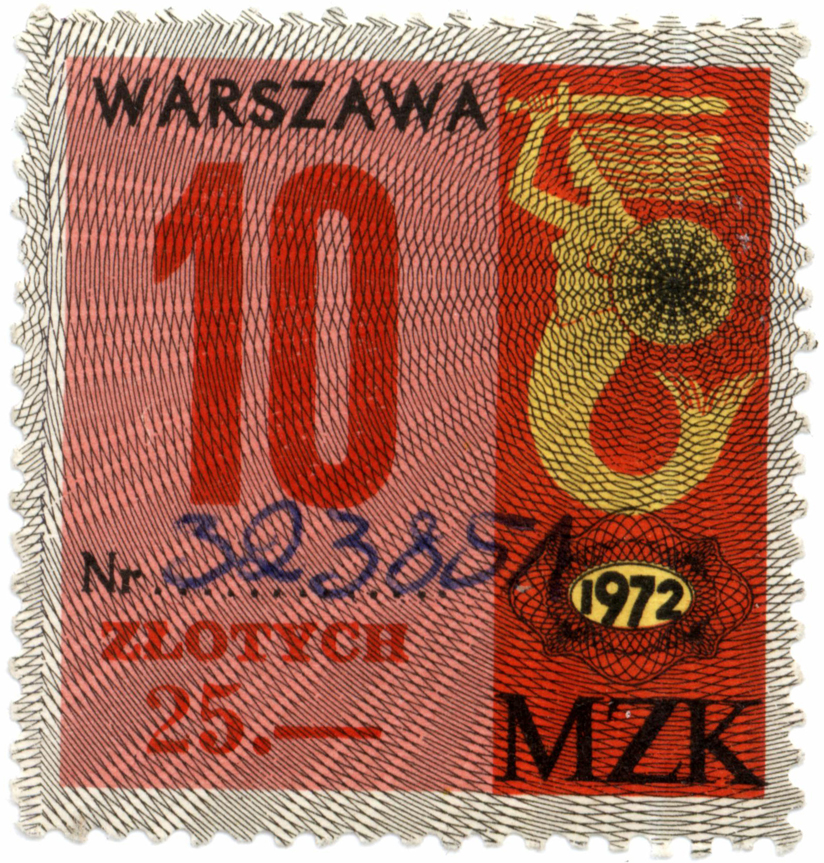 WARSZAWA
10
Nr 323851
ZŁOTYCH
25.—
1972
MZK